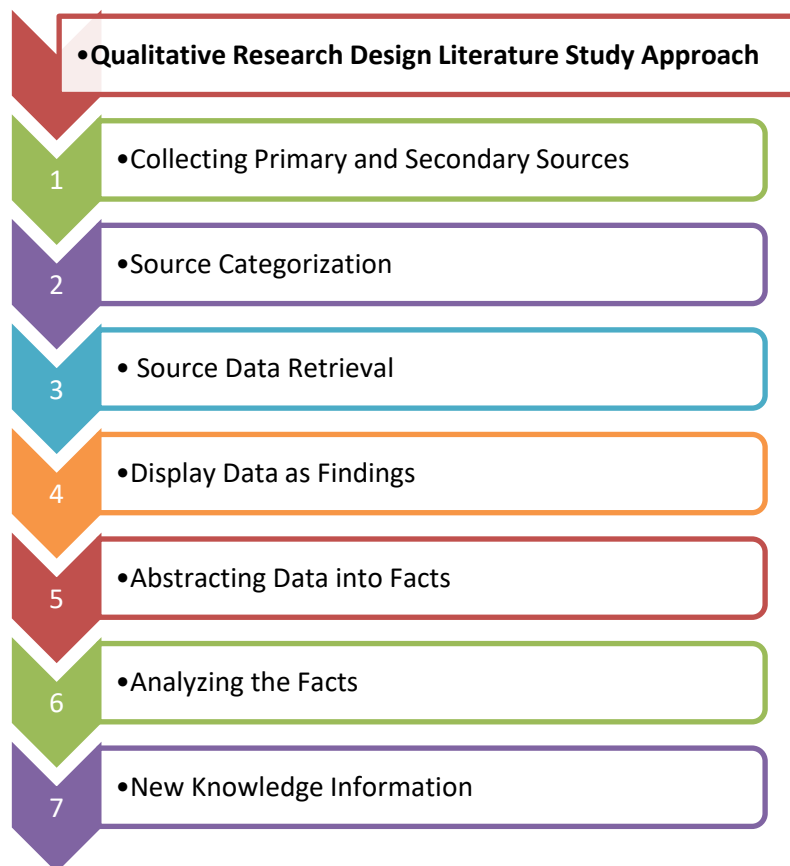 •Qualitative Research Design Literature Study Approach
1
•Collecting Primary and Secondary Sources
2
•Source Categorization
3
• Source Data Retrieval
4
•Display Data as Findings
5
•Abstracting Data into Facts
6
•Analyzing the Facts
7
•New Knowledge Information